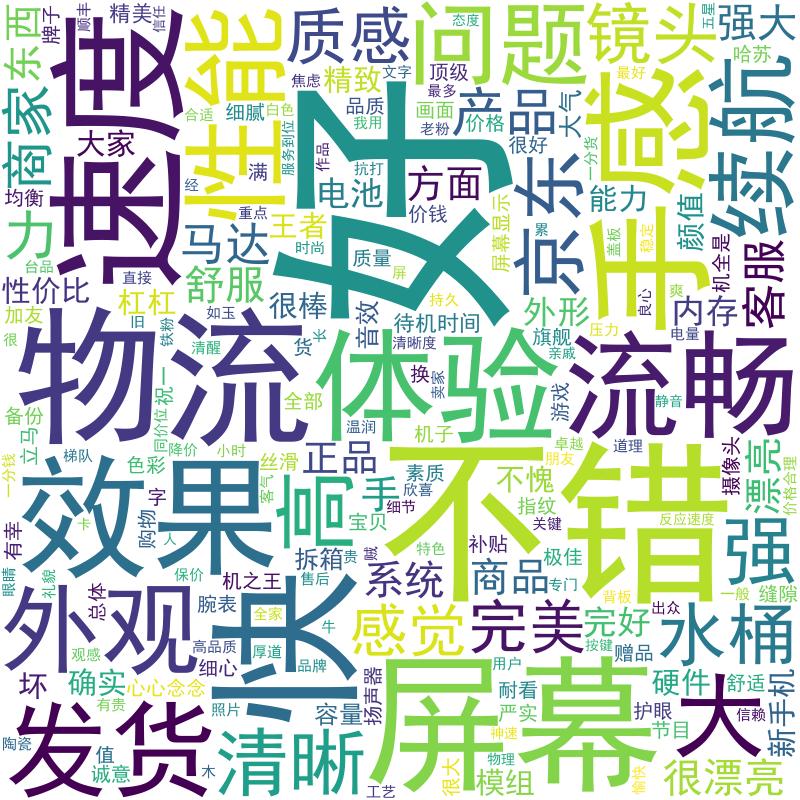 东西
牌子
顺丰
精美
信任
速度
性能
质感
焦虑
精致
文字
问题
态度
顶级
最多
镜头
五星
强大
哈苏
最好
商家
大家
合适
细腻
白色
服务到位
好
品质
我用
画面
老粉
产品
价格
很好
大气
一分货
手感
续航
均衡
经
满
作品
抗打
电池
方面
京东
能力
颜值
力
台品
重点
王者
时尚
价钱
质量
屏幕显示
累
盖板
稳定
机全是
客服
马达
直接
性价比
杠杠
舒服
如玉
很棒
屏
持久
音效
待机时间
外形
良心
爽
内存
加友
旧
铁粉
货
长
清晰度
旗舰
压力
电量
很
清醒
物流
体验
换
卖家
亲戚
游戏
流畅
静音
备份
立马
祝一
同价位
全部
温润
机子
卓越
道理
梯队
降价
小时
朋友
一分钱
色彩
丝滑
正品
素质
不愧
摄像头
漂亮
价格合理
效果
客气
高
手
欣喜
细节
指纹
不错
有幸
字
购物
宝贝
关键
反应速度
卡
人
贵
贼
特色
补贴
极佳
强
眼睛
礼貌
保价
拆箱
售后
系统
商品
专门
一般
缝隙
总体
机之王
腕表
快
背板
出众
外观
全家
牛
感觉
完美
完好
水桶
高品质
厚道
品牌
按键
赠品
观感
细心
用户
坏
确实
心心念念
扬声器
屏幕
耐看
硬件
舒适
新手机
有贵
照片
容量
严实
护眼
大
信赖
发货
神速
节目
陶瓷
值
诚意
木
清晰
物理
很大
模组
愉快
很漂亮
工艺